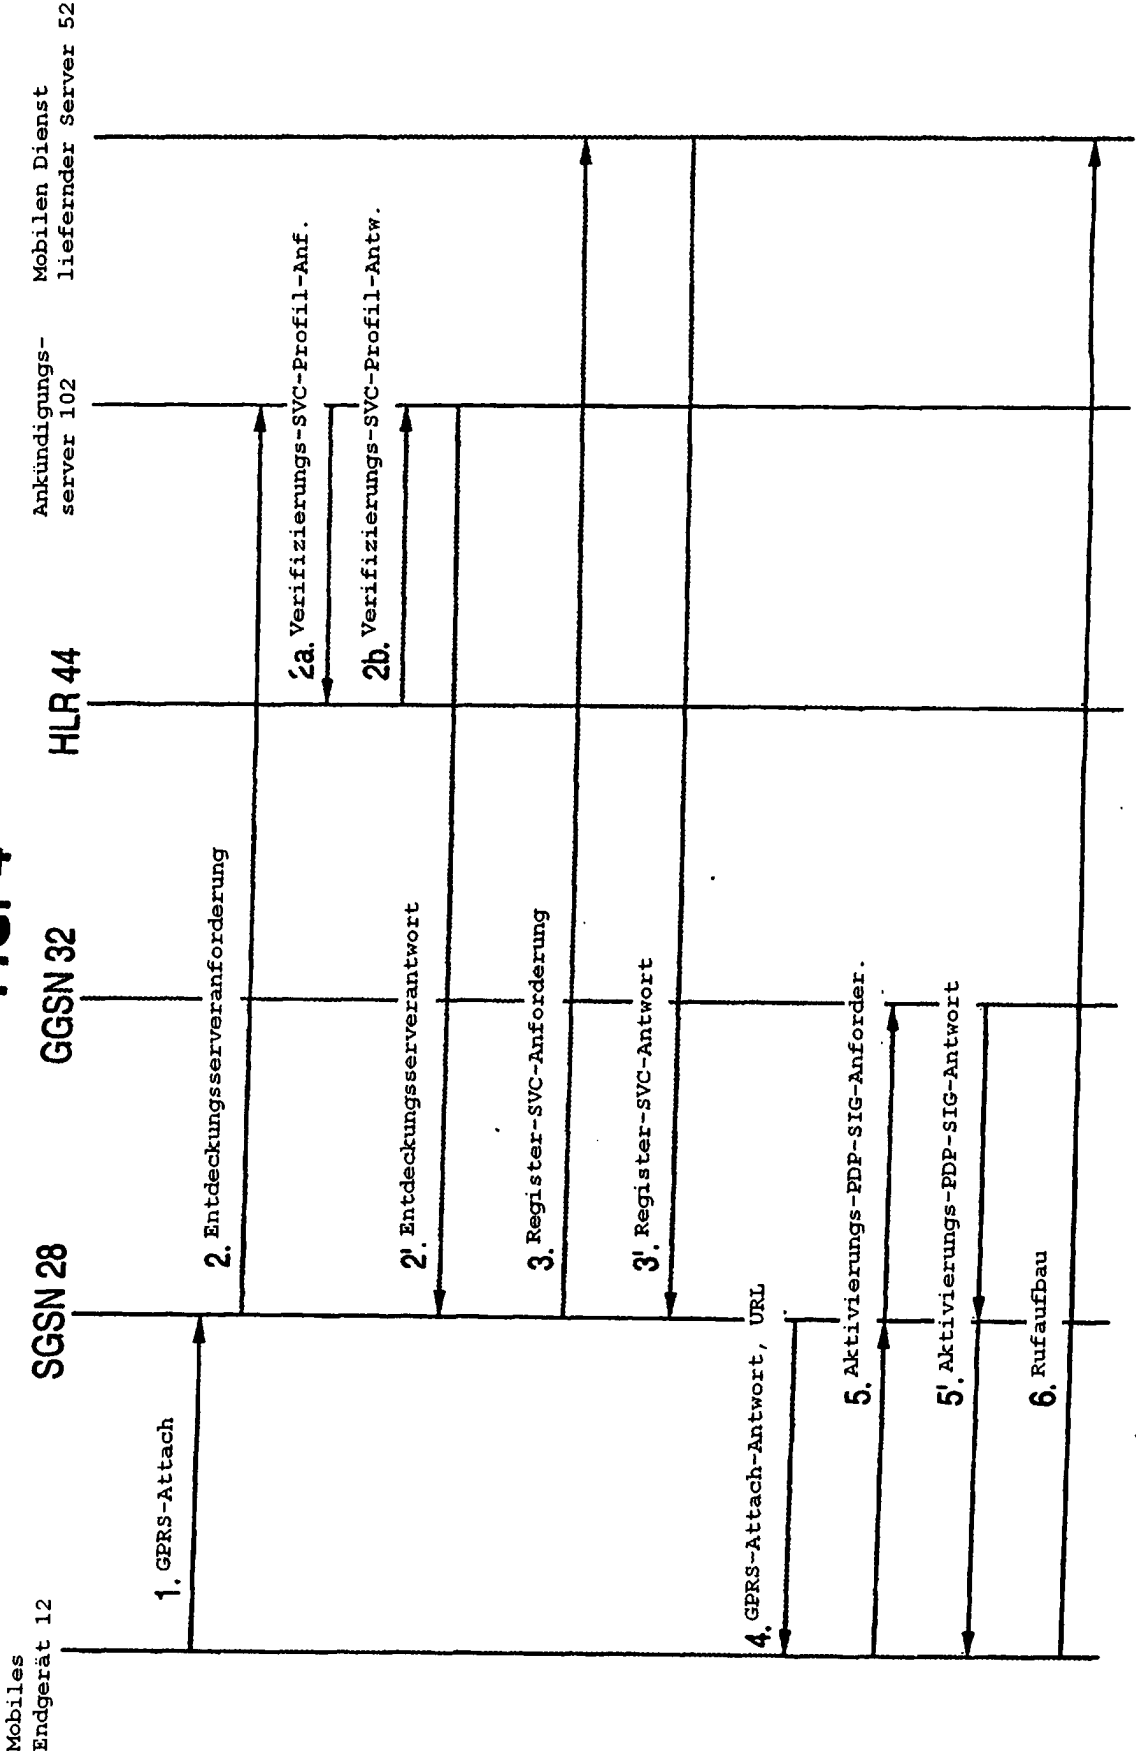 Mobiles
Endgerät 12
SGSN 28
GGSN 32
HLR 44
Ankündigungs-
server 102
Mobilen Dienst
liefernder Server 52
1. GPRS-Attach
2. Entdeckungsserveranforderung
2a. Verifizierungs-SVC-Profil-Anf.
2b. Verifizierungs-SVC-Profil-Antw.
2'. Entdeckungsserverantwort
3. Register-SVC-Anforderung
3'. Register-SVC-Antwort
4. GPRS-Attach-Antwort, URL
5. Aktivierungs-PDP-SIG-Anforder.
5'. Aktivierungs-PDP-SIG-Antwort
6. Rufaufbau